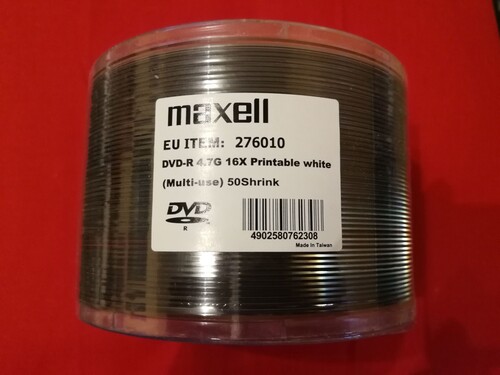 maxell
EU ITEM: 276010
DVD-R 4.7G 16X Printable white
(Multi-use) 50Shrink
DVD
R
4902580762308
Made In Taiwan